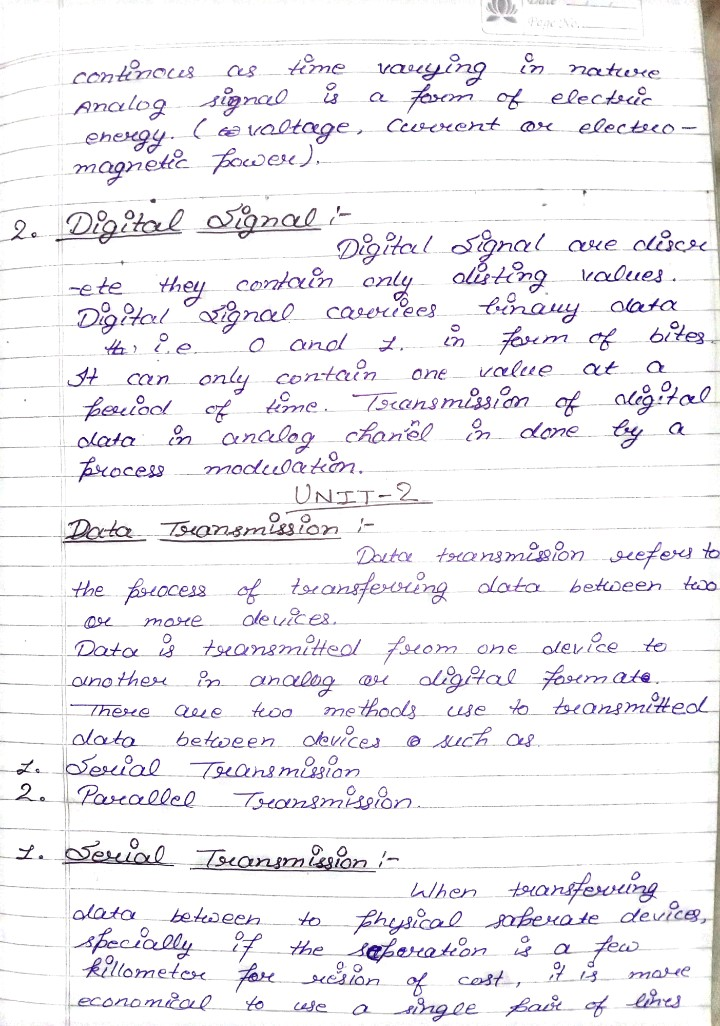 Page No.
continous as time varying in nature
Analog signal is a form of electric
energy. (voltage, Current or electro-
magnetic power).
2. Digital Signal :-
Digital Signal are discr
-ete they contain only disting values.
Digital Signal carriees binary data
i.e. 0 and 1. in form of bites.
It can only contain one value at a
period of time. Transmission of digital
data in analog chanel in done by a
process modulation.
UNIT-2
Data Transmission :-
Data transmission refers to
the process of transferring data between two
or more devices.
Data is transmitted from one device to
another in analog or digital formate.
There are two methods use to transmitted
data between devices such as
1. Serial Transmission
2. Parallel Transmission.
1. Serial Transmission :-
When transferring
data between to physical saperate devices,
specially if the seperation is a few
killometer for resion of cost, it is more
economical to use a single pair of lines